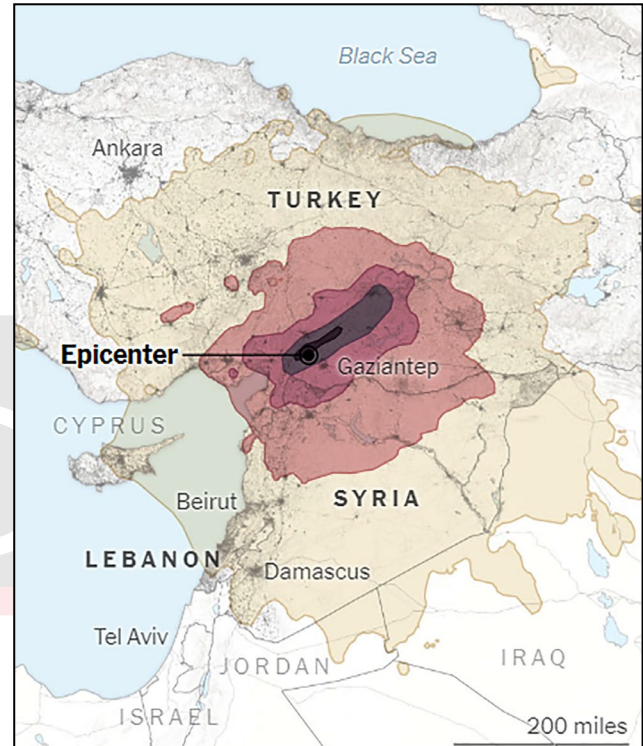 Black Sea
Ankara
TURKEY
Epicenter
Gaziantep
CYPRUS
Beirut
SYRIA
LEBANON
Damascus
Tel Aviv
JORDAN
IRAQ
ISRAEL
200 miles